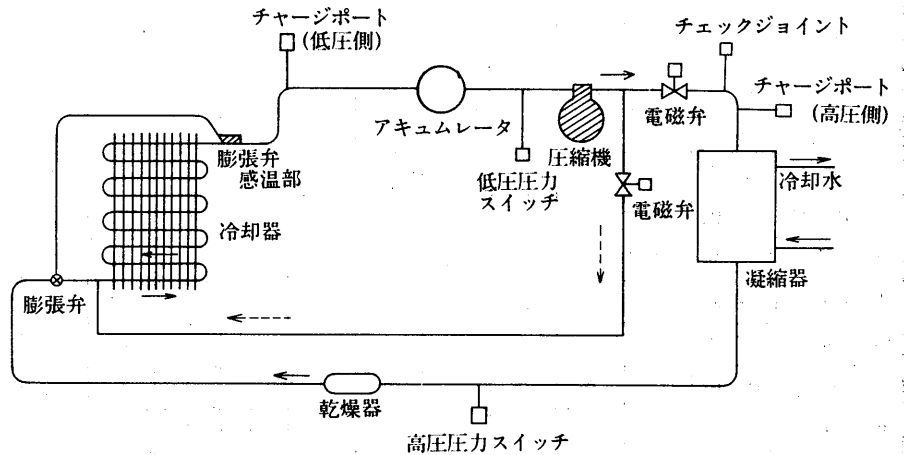 チャージポート
(低圧側)
チェックジョイント
チャージポート
(高圧側)
アキュムレータ
圧縮機
電磁弁
膨張弁
感温部
低圧圧力
スイッチ
冷却水
電磁弁
冷却器
凝縮器
膨張弁
乾燥器
高圧圧力スイッチ